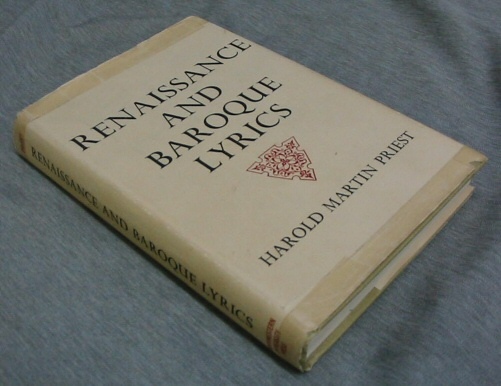 RENAISSANCE
AND
BAROQUE
LYRICS
HAROLD MARTIN PRIEST
RENAISSANCE AND BAROQUE LYRICS